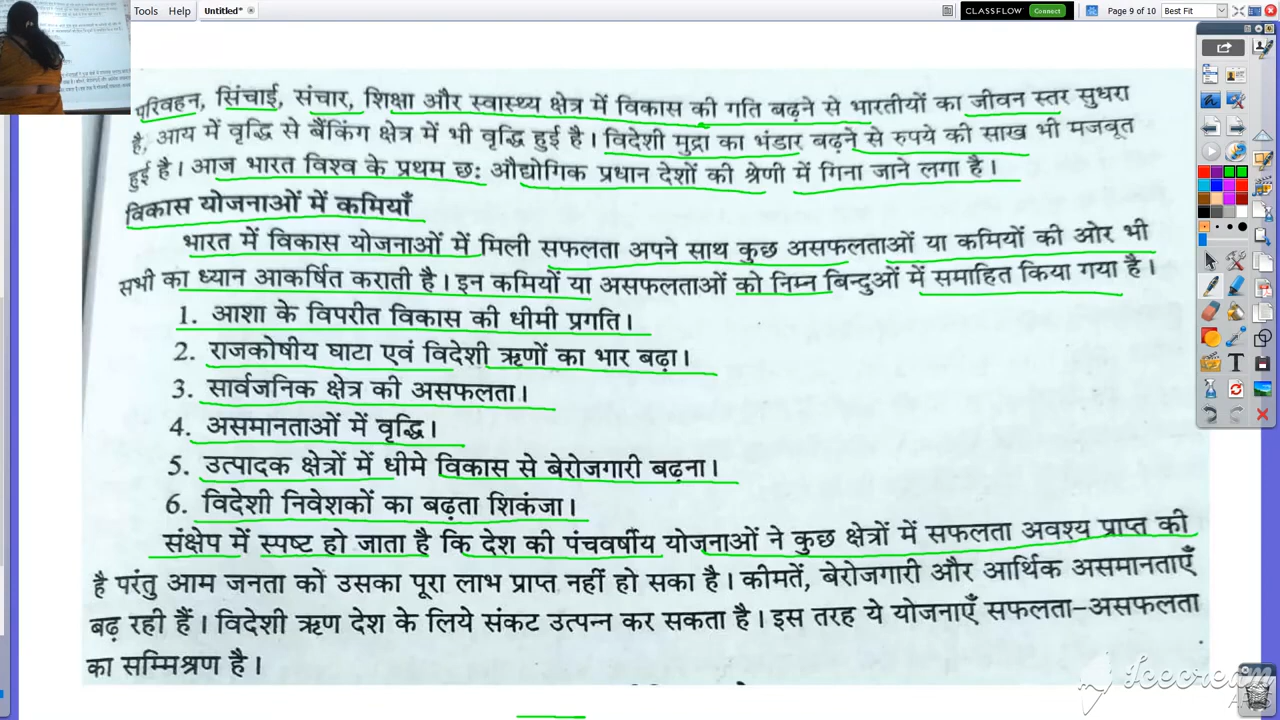 Tools Help Untitled* CLASSFLOW Connect Page 9 of 10 Best Fit
परिवहन, सिंचाई, संचार, शिक्षा और स्वास्थ्य क्षेत्र में विकास की गति बढ़ने से भारतीयों का जीवन स्तर सुधरा
है, आय में वृद्धि से बैंकिंग क्षेत्र में भी वृद्धि हुई है। विदेशी मुद्रा का भंडार बढ़ने से रुपये की साख भी मजबूत
हुई है। आज भारत विश्व के प्रथम छः औद्योगिक प्रधान देशों की श्रेणी में गिना जाने लगा है।
विकास योजनाओं में कमियाँ
भारत में विकास योजनाओं में मिली सफलता अपने साथ कुछ असफलताओं या कमियों की ओर भी
सभी का ध्यान आकर्षित कराती है। इन कमियों या असफलताओं को निम्न बिन्दुओं में समाहित किया गया है।
1. आशा के विपरीत विकास की धीमी प्रगति।
2. राजकोषीय घाटा एवं विदेशी ऋणों का भार बढ़ा।
3. सार्वजनिक क्षेत्र की असफलता।
4. असमानताओं में वृद्धि।
5. उत्पादक क्षेत्रों में धीमे विकास से बेरोजगारी बढ़ना।
6. विदेशी निवेशकों का बढ़ता शिकंजा।
संक्षेप में स्पष्ट हो जाता है कि देश की पंचवर्षीय योजनाओं ने कुछ क्षेत्रों में सफलता अवश्य प्राप्त की
है परंतु आम जनता को उसका पूरा लाभ प्राप्त नहीं हो सका है। कीमतें, बेरोजगारी और आर्थिक असमानताएँ
बढ़ रही हैं। विदेशी ऋण देश के लिये संकट उत्पन्न कर सकता है। इस तरह ये योजनाएँ सफलता-असफलता
का सम्मिश्रण है।
Icecream
APPS